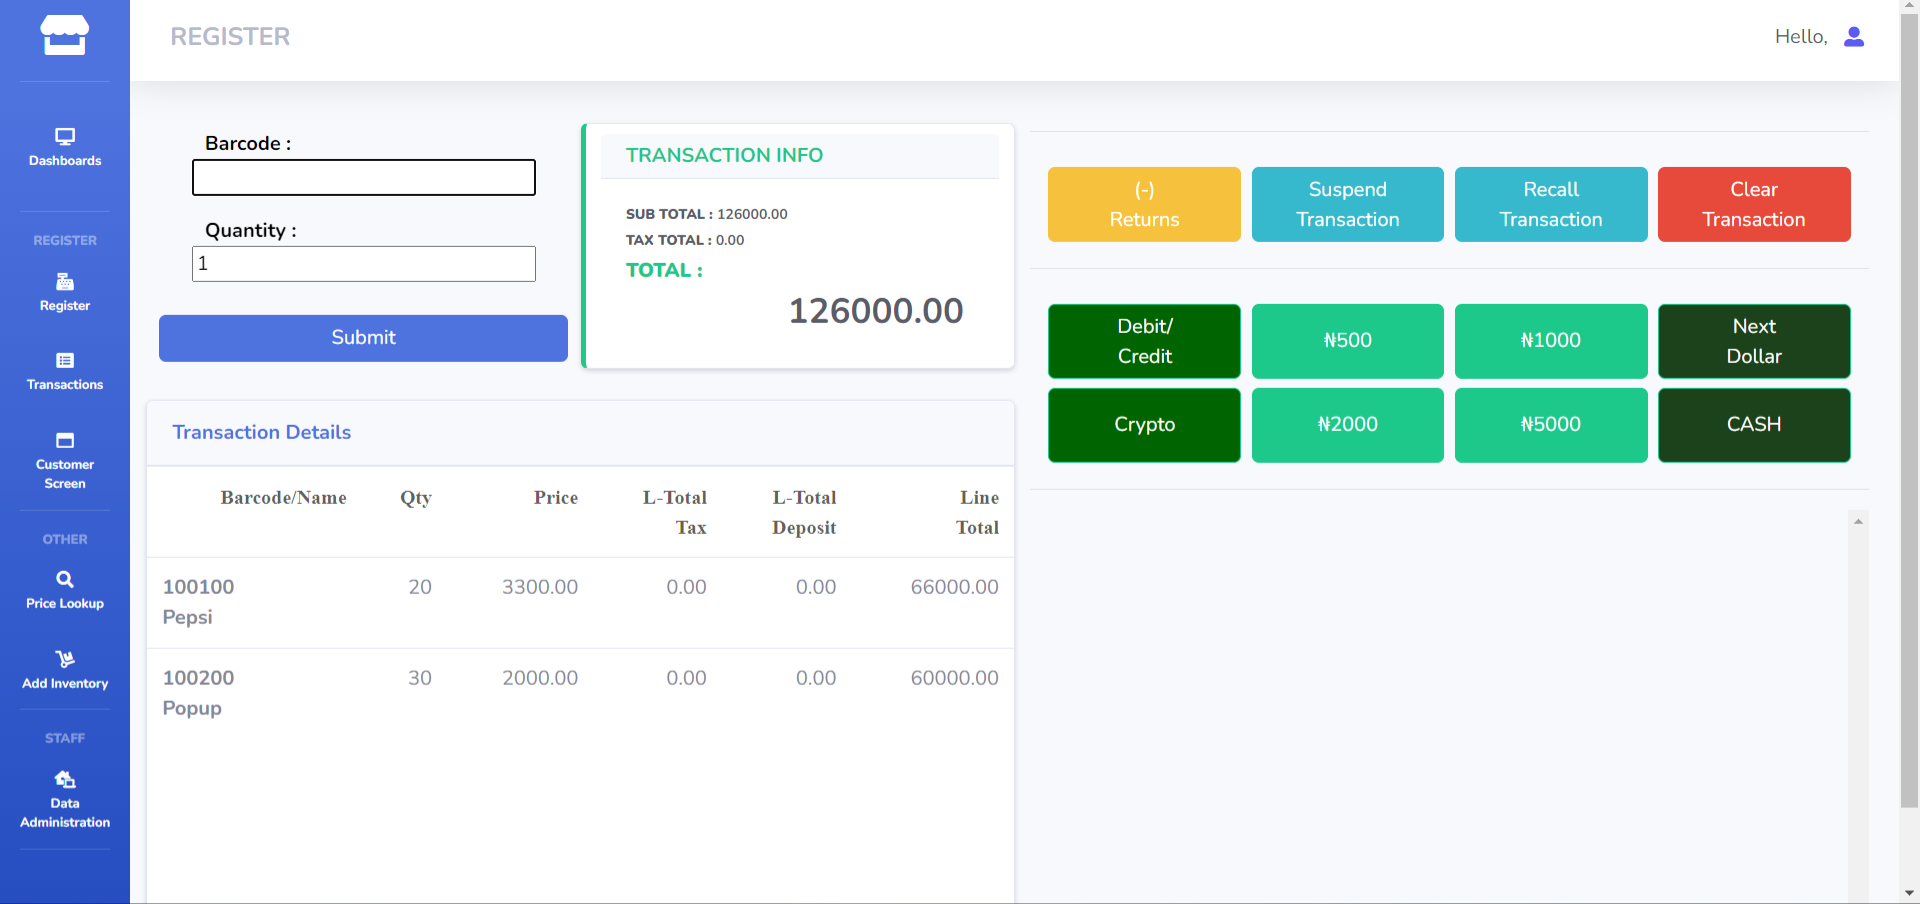 Dashboards
REGISTER
Register
Transactions
Customer
Screen
OTHER
Price Lookup
Add Inventory
STAFF
Data
Administration
REGISTER
Hello,
Barcode :
Quantity :
1
Submit
TRANSACTION INFO
SUB TOTAL : 126000.00
TAX TOTAL : 0.00
TOTAL :
126000.00
(-)
Returns
Suspend
Transaction
Recall
Transaction
Clear
Transaction
Debit/
Credit
₦500
₦1000
Next
Dollar
Crypto
₦2000
₦5000
CASH
Transaction Details
Barcode/Name Qty Price L-Total Tax L-Total Deposit Line Total
100100 20 3300.00 0.00 0.00 66000.00
Pepsi
100200 30 2000.00 0.00 0.00 60000.00
Popup